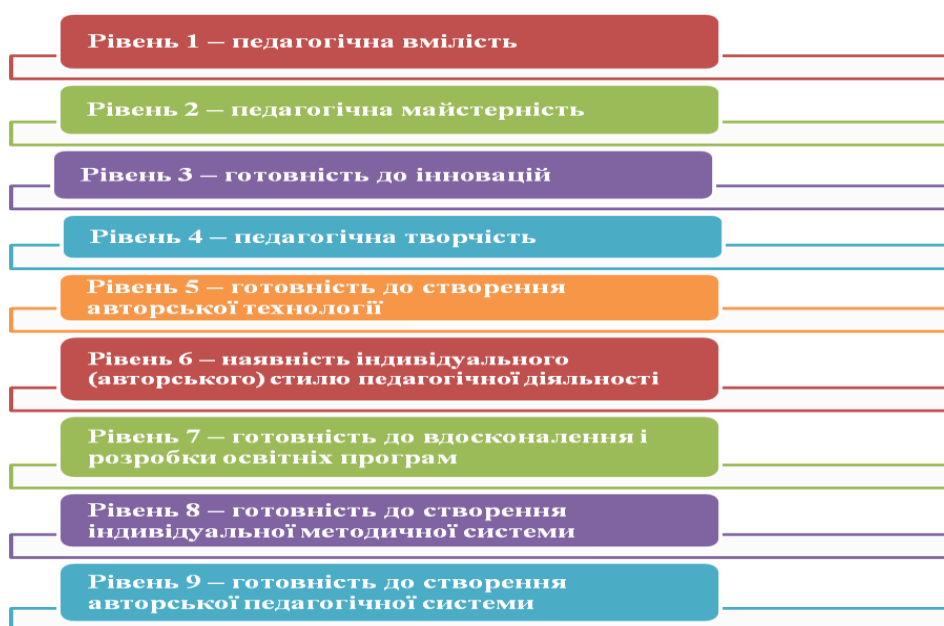 Рівень 1 – педагогічна вмілість
Рівень 2 – педагогічна майстерність
Рівень 3 – готовність до інновацій
Рівень 4 – педагогічна творчість
Рівень 5 – готовність до створення
авторської технології
Рівень 6 – наявність індивідуального
(авторського) стилю педагогічної діяльності
Рівень 7 – готовність до вдосконалення і
розробки освітніх програм
Рівень 8 – готовність до створення
індивідуальної методичної системи
Рівень 9 – готовність до створення
авторської педагогічної системи